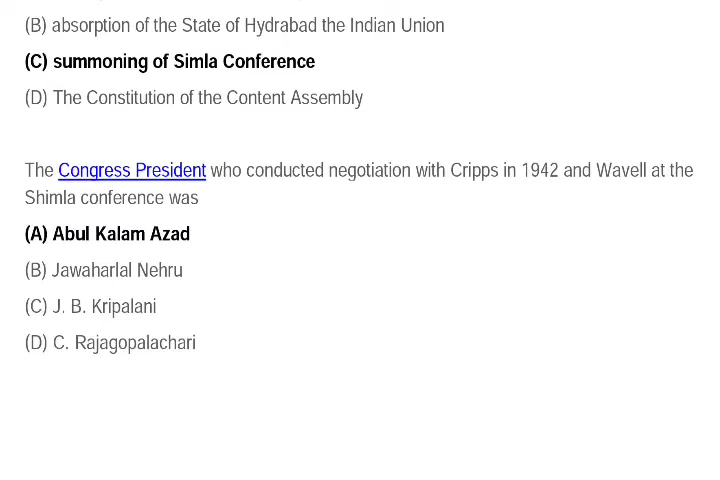 (B) absorption of the State of Hydrabad the Indian Union
(C) summoning of Simla Conference
(D) The Constitution of the Content Assembly
The Congress President who conducted negotiation with Cripps in 1942 and Wavell at the
Shimla conference was
(A) Abul Kalam Azad
(B) Jawaharlal Nehru
(C) J. B. Kripalani
(D) C. Rajagopalachari